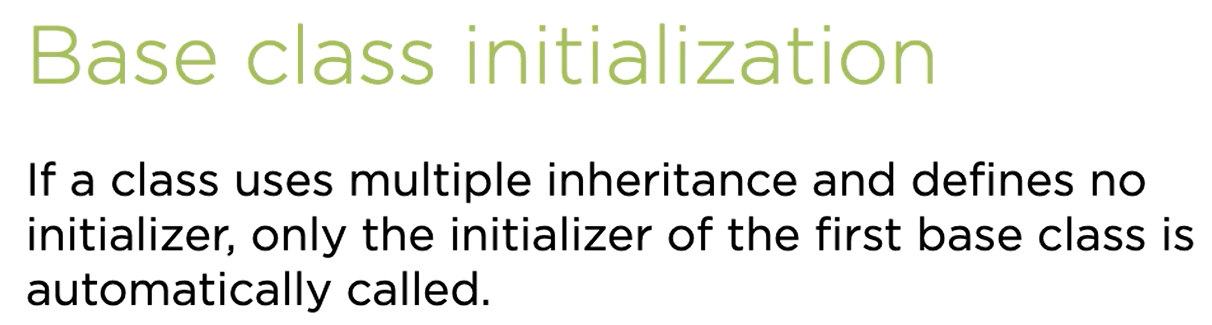 Base class initialization
If a class uses multiple inheritance and defines no
initializer, only the initializer of the first base class is
automatically called.